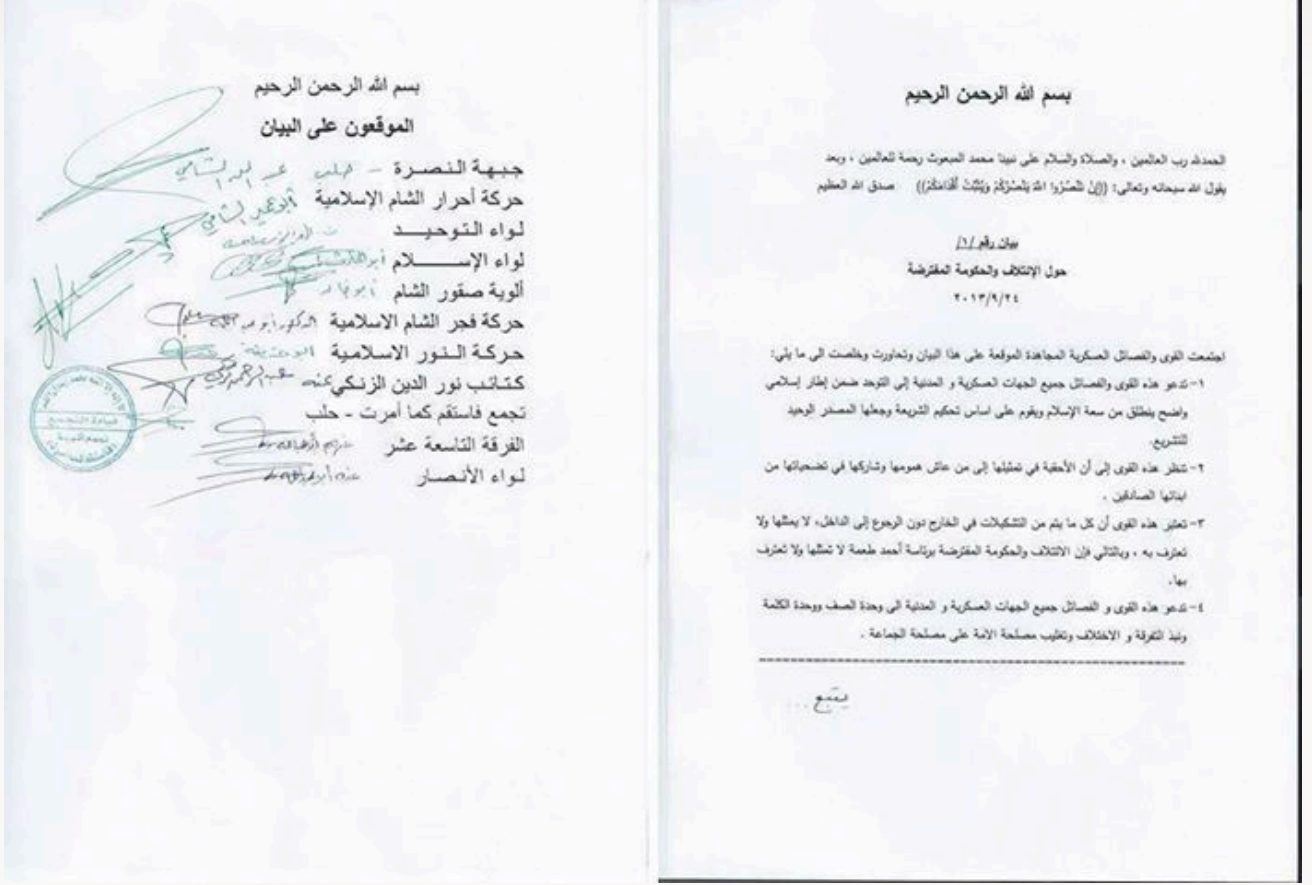 بسم الله الرحمن الرحيم
الحمدلله رب العالمين ، والصلاة والسلام على نبينا محمد المبعوث رحمة للعالمين ، وبعد
يقول الله سبحانه وتعالى: ((إِنْ تَنْصُرُوا اللهَ يَنْصُرْكُمْ وَيُثَبِّتْ أَقْدَامَكُمْ)) صدق الله العظيم
بيان رقم /١/
حول الإئتلاف والحكومة المفترضة
٢٠١٣/٩/٢٤
اجتمعت القوى والفصائل العسكرية المجاهدة الموقعة على هذا البيان وتحاورت وخلصت الى ما يلي:
١- تدعو هذه القوى والفصائل جميع الجهات العسكرية و المدنية إلى التوحد ضمن إطار إسلامي
واضح ينطلق من سعة الإسلام ويقوم على اساس تحكيم الشريعة وجعلها المصدر الوحيد
للتشريع.
٢- تنظر هذه القوى إلى أن الأحقية في تمثيلها إلى من عاش همومها وشاركها في تضحياتها من
ابنائها الصادقين .
٣- تعتبر هذه القوى أن كل ما يتم من التشكيلات في الخارج دون الرجوع إلى الداخل، لا يمثلها ولا
تعترف به ، وبالتالي فإن الائتلاف والحكومة المفترضة برئاسة أحمد طعمة لا تمثلها ولا تعترف
بها.
٤- تدعو هذه القوى و الفصائل جميع الجهات العسكرية و المدنية الى وحدة الصف ووحدة الكلمة
ونبذ التفرقة و الاختلاف وتغليب مصلحة الامة على مصلحة الجماعة .
يتبع...
بسم الله الرحمن الرحيم
الموقعون على البيان
جبهة النصرة - حلب
حركة أحرار الشام الإسلامية
لواء التوحيد
لواء الإسلام
ألوية صقور الشام
حركة فجر الشام الاسلامية
حركة النور الاسلامية
كتائب نور الدين الزنكي
تجمع فاستقم كما أمرت - حلب
الفرقة التاسعة عشر
لواء الأنصار